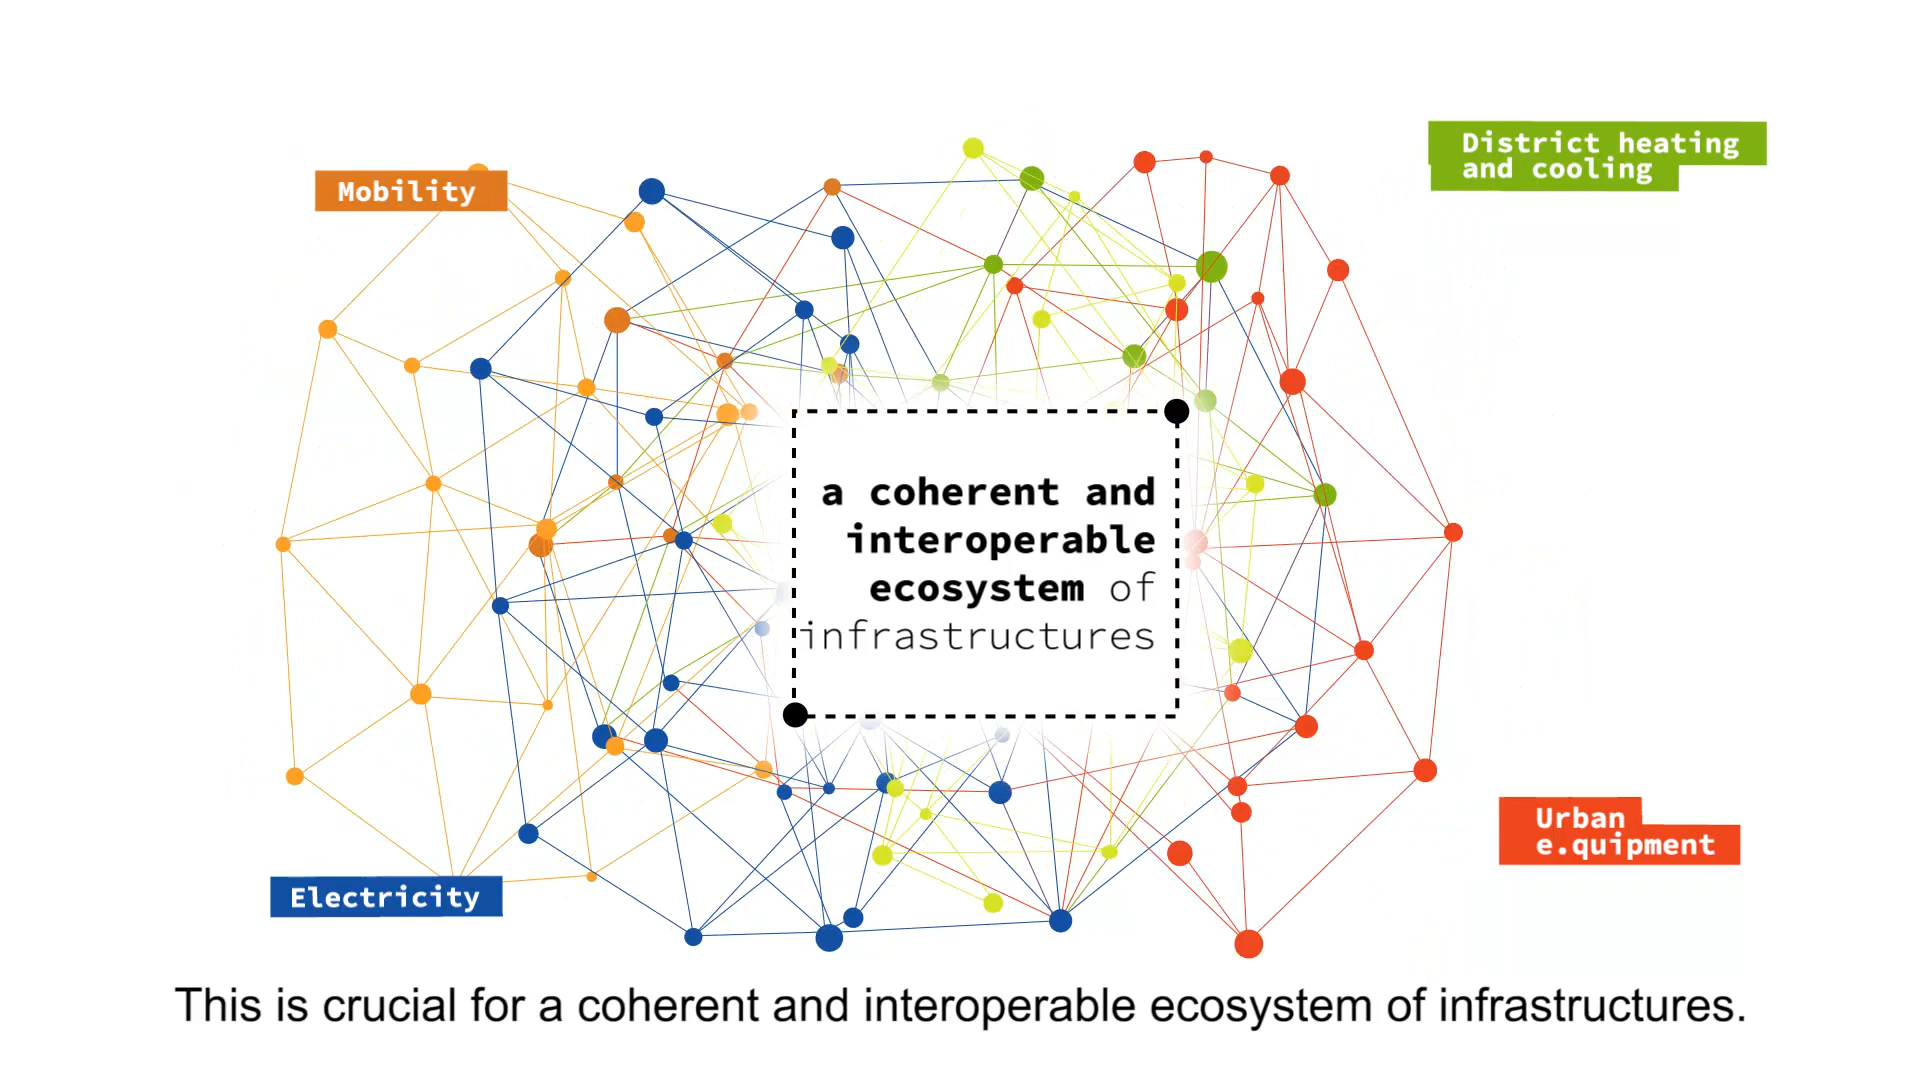 District heating
and cooling
Mobility
a coherent and
interoperable
ecosystem of
infrastructures
Urban
e.quipment
Electricity
This is crucial for a coherent and interoperable ecosystem of infrastructures.